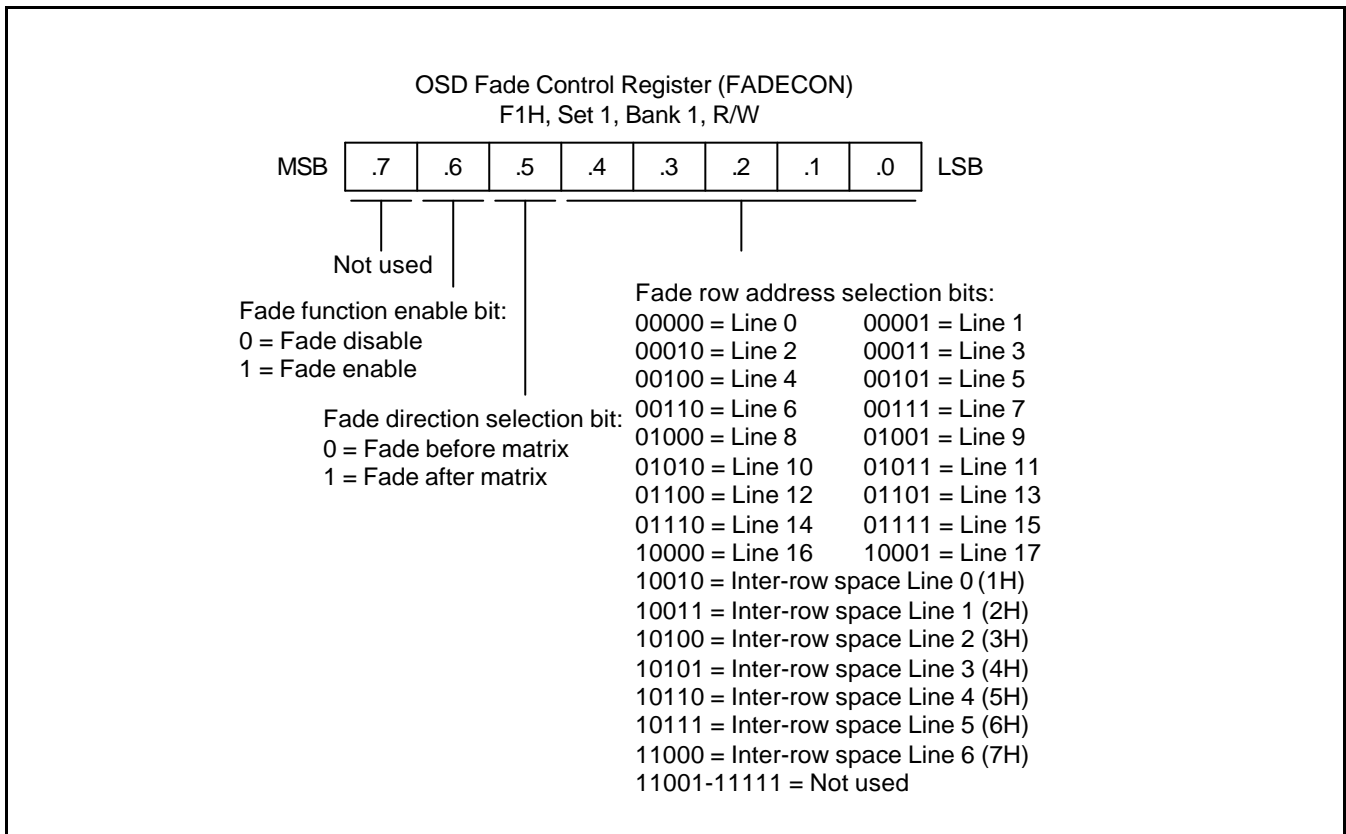 OSD Fade Control Register (FADECON)
F1H, Set 1, Bank 1, R/W
MSB .7 .6 .5 .4 .3 .2 .1 .0 LSB
Not used
Fade function enable bit:
0 = Fade disable
1 = Fade enable
Fade direction selection bit:
0 = Fade before matrix
1 = Fade after matrix
Fade row address selection bits:
00000 = Line 0 00001 = Line 1
00010 = Line 2 00011 = Line 3
00100 = Line 4 00101 = Line 5
00110 = Line 6 00111 = Line 7
01000 = Line 8 01001 = Line 9
01010 = Line 10 01011 = Line 11
01100 = Line 12 01101 = Line 13
01110 = Line 14 01111 = Line 15
10000 = Line 16 10001 = Line 17
10010 = Inter-row space Line 0 (1H)
10011 = Inter-row space Line 1 (2H)
10100 = Inter-row space Line 2 (3H)
10101 = Inter-row space Line 3 (4H)
10110 = Inter-row space Line 4 (5H)
10111 = Inter-row space Line 5 (6H)
11000 = Inter-row space Line 6 (7H)
11001-11111 = Not used